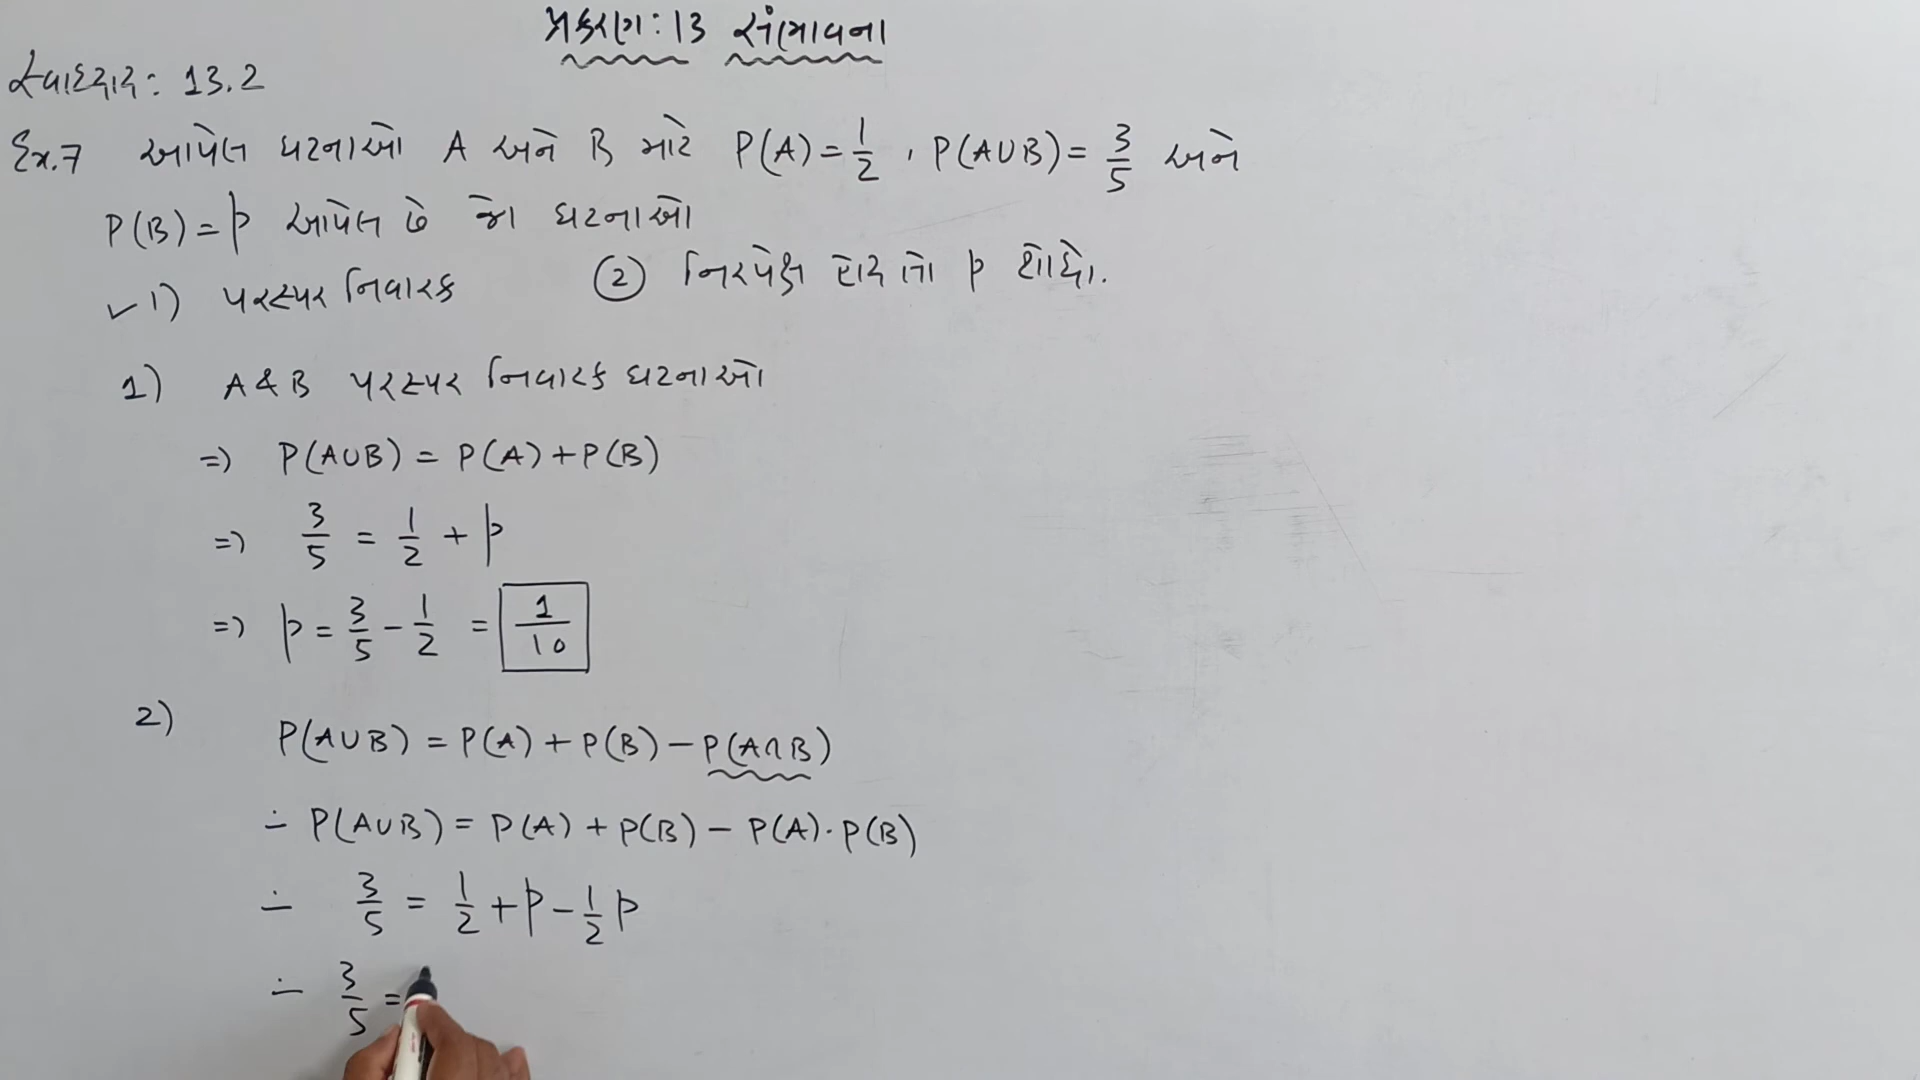 પ્રકરણ: 13 સંભાવના
સ્વાધ્યાય: 13.2
Ex.7 આપેલ ઘટનાઓ A અને B માટે P(A) = 1/2 , P(A∪B) = 3/5 અને
P(B) = p આપેલ છે જો ઘટનાઓ
✓1) પરસ્પર નિવારક ② નિરપેક્ષ હોય તો p શોધો.
1) A & B પરસ્પર નિવારક ઘટનાઓ
=> P(A∪B) = P(A) + P(B)
=> 3/5 = 1/2 + p
=> p = 3/5 - 1/2 = 1/10
2) P(A∪B) = P(A) + P(B) - P(A∩B)
∴ P(A∪B) = P(A) + P(B) - P(A)·P(B)
∴ 3/5 = 1/2 + p - 1/2 p
∴ 3/5 =